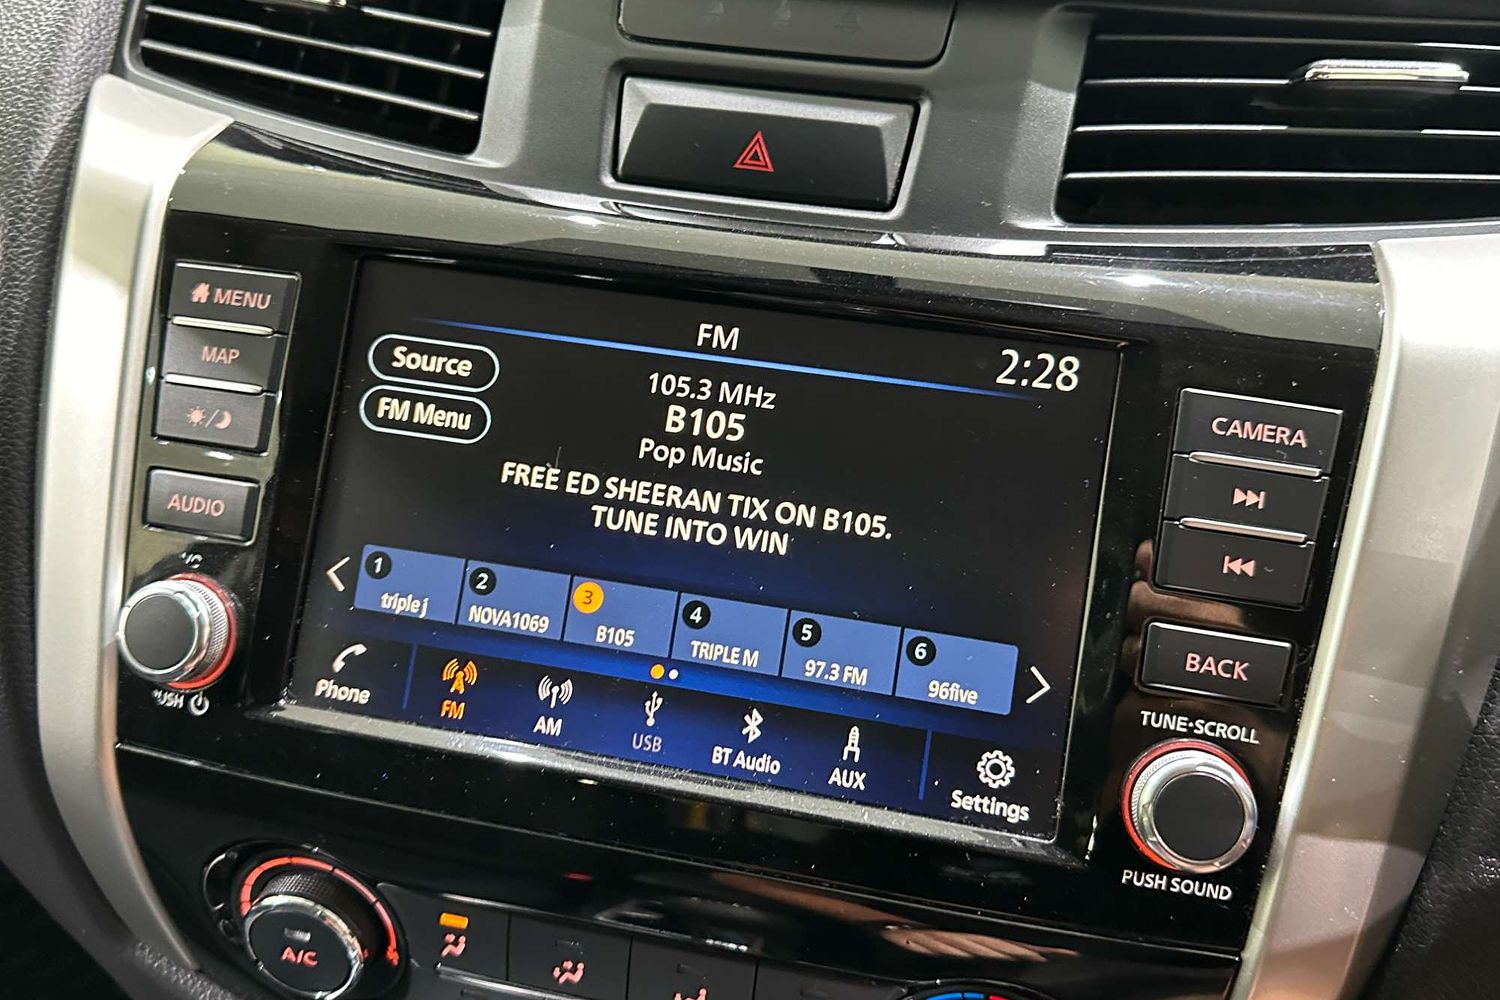 MENU
MAP
AUDIO
PUSH
FM
2:28
Source
FM Menu
105.3 MHz
B105
Pop Music
FREE ED SHEERAN TIX ON B105.
TUNE INTO WIN
1 triple j
2 NOVA1069
3 B105
4 TRIPLE M
5 97.3 FM
6 96five
Phone
FM
AM
USB
BT Audio
AUX
Settings
CAMERA
BACK
TUNE·SCROLL
PUSH SOUND
A/C